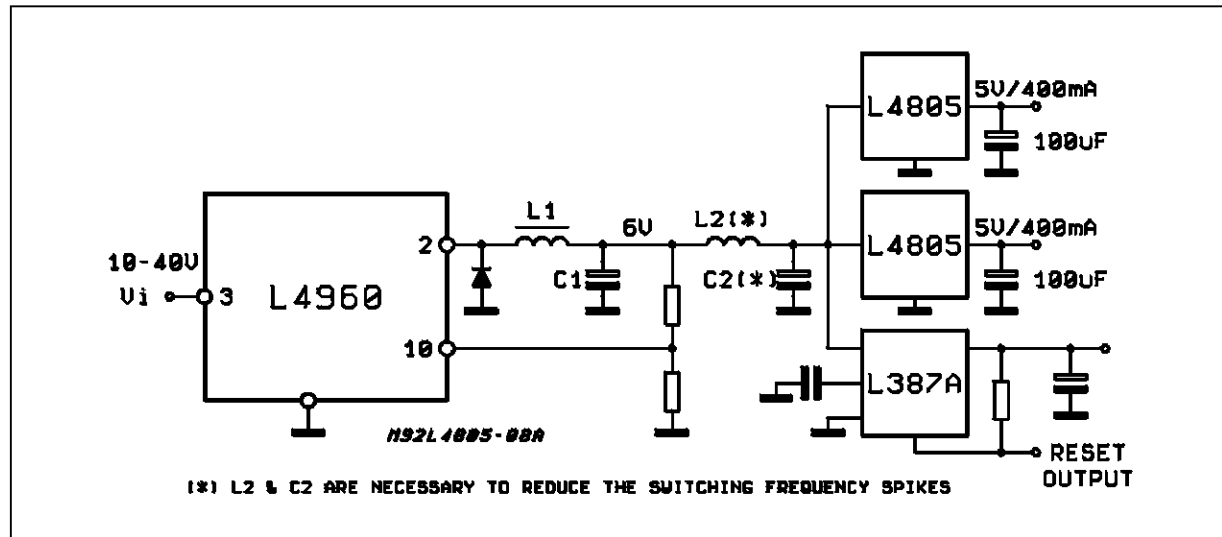 L4805
5V/400mA
100uF
10-40V
Vi
3
L4960
2
10
L1
6V
C1
L2(*)
C2(*)
L4805
5V/400mA
100uF
L387A
RESET
OUTPUT
M92L4805-08A
(*) L2 & C2 ARE NECESSARY TO REDUCE THE SWITCHING FREQUENCY SPIKES